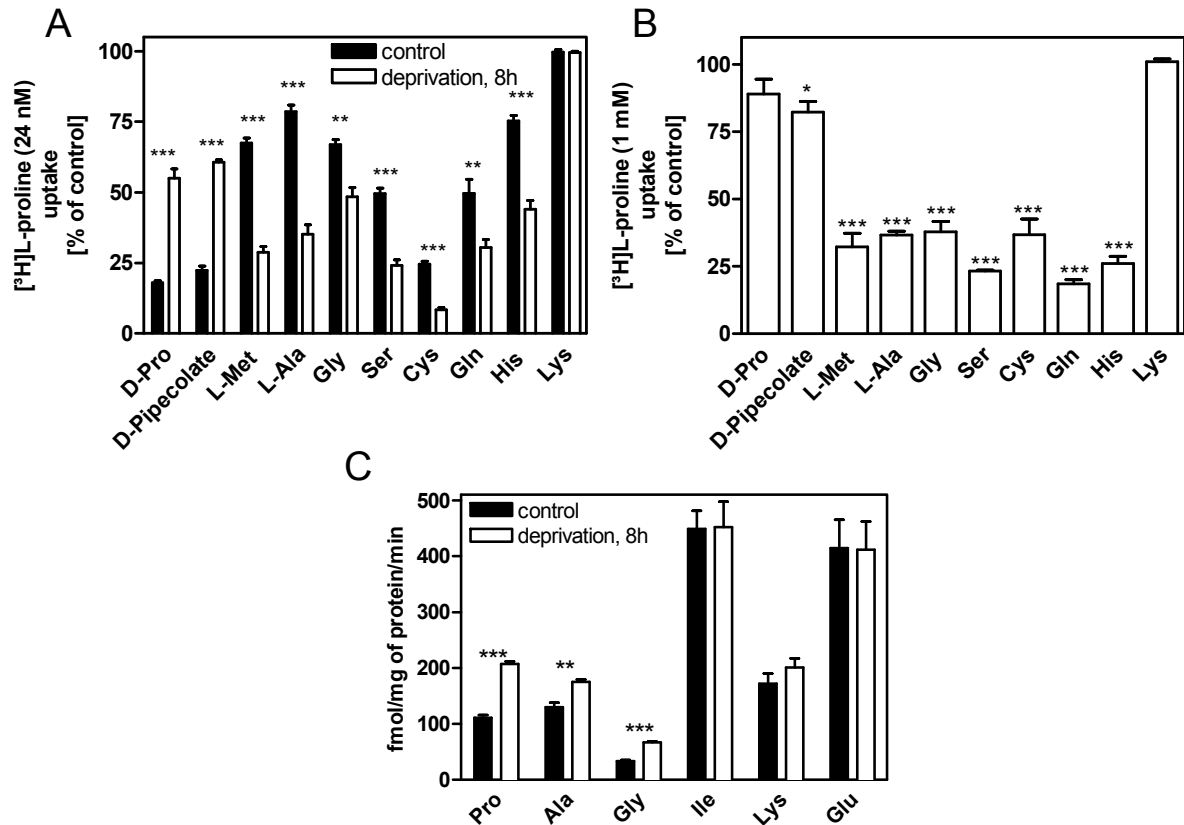 A
[³H]L-proline (24 nM)
uptake
[% of control]
100
75
50
25
0
control
deprivation, 8h
***
***
***
***
**
***
***
**
***
D-Pro
D-Pipecolate
L-Met
L-Ala
Gly
Ser
Cys
Gln
His
Lys
B
[³H]L-proline (1 mM)
uptake
[% of control]
100
75
50
25
0
*
***
***
***
***
***
***
***
D-Pro
D-Pipecolate
L-Met
L-Ala
Gly
Ser
Cys
Gln
His
Lys
C
fmol/mg of protein/min
500
400
300
200
100
0
control
deprivation, 8h
***
**
***
Pro
Ala
Gly
Ile
Lys
Glu